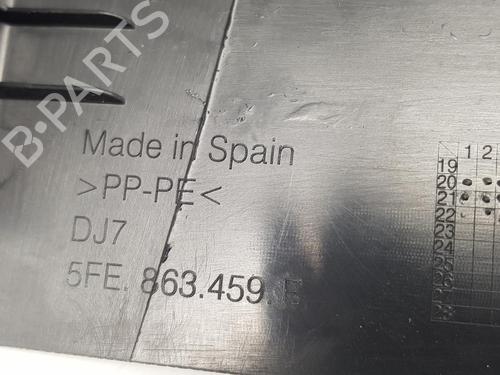 B-PARTS
Made in Spain
>PP-PE<
DJ7
5FE. 863.459.
1 2
19
20
21
22
23
24